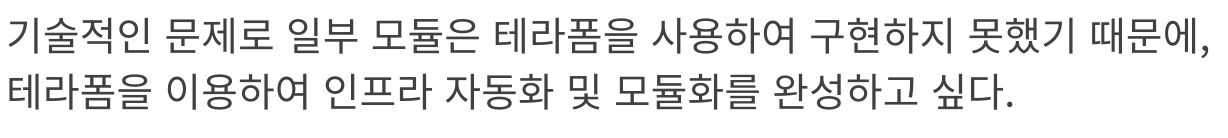 기술적인 문제로 일부 모듈은 테라폼을 사용하여 구현하지 못했기 때문에,
테라폼을 이용하여 인프라 자동화 및 모듈화를 완성하고 싶다.